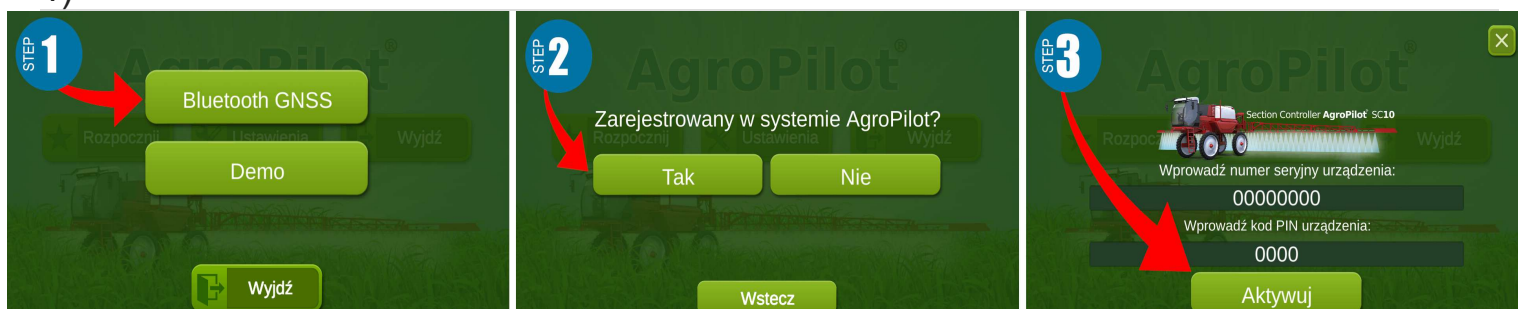 STEP 1
AgroPilot®
Bluetooth GNSS
Rozpocznij
Ustawienia
Wyjdź
Demo
Wyjdź
STEP 2
AgroPilot®
Zarejestrowany w systemie AgroPilot?
Rozpocznij
Ustawienia
Wyjdź
Tak
Nie
Wstecz
STEP 3
X
AgroPilot®
Section Controller AgroPilot® SC10
Wyjdź
Wprowadź numer seryjny urządzenia:
00000000
Wprowadź kod PIN urządzenia:
0000
Aktywuj